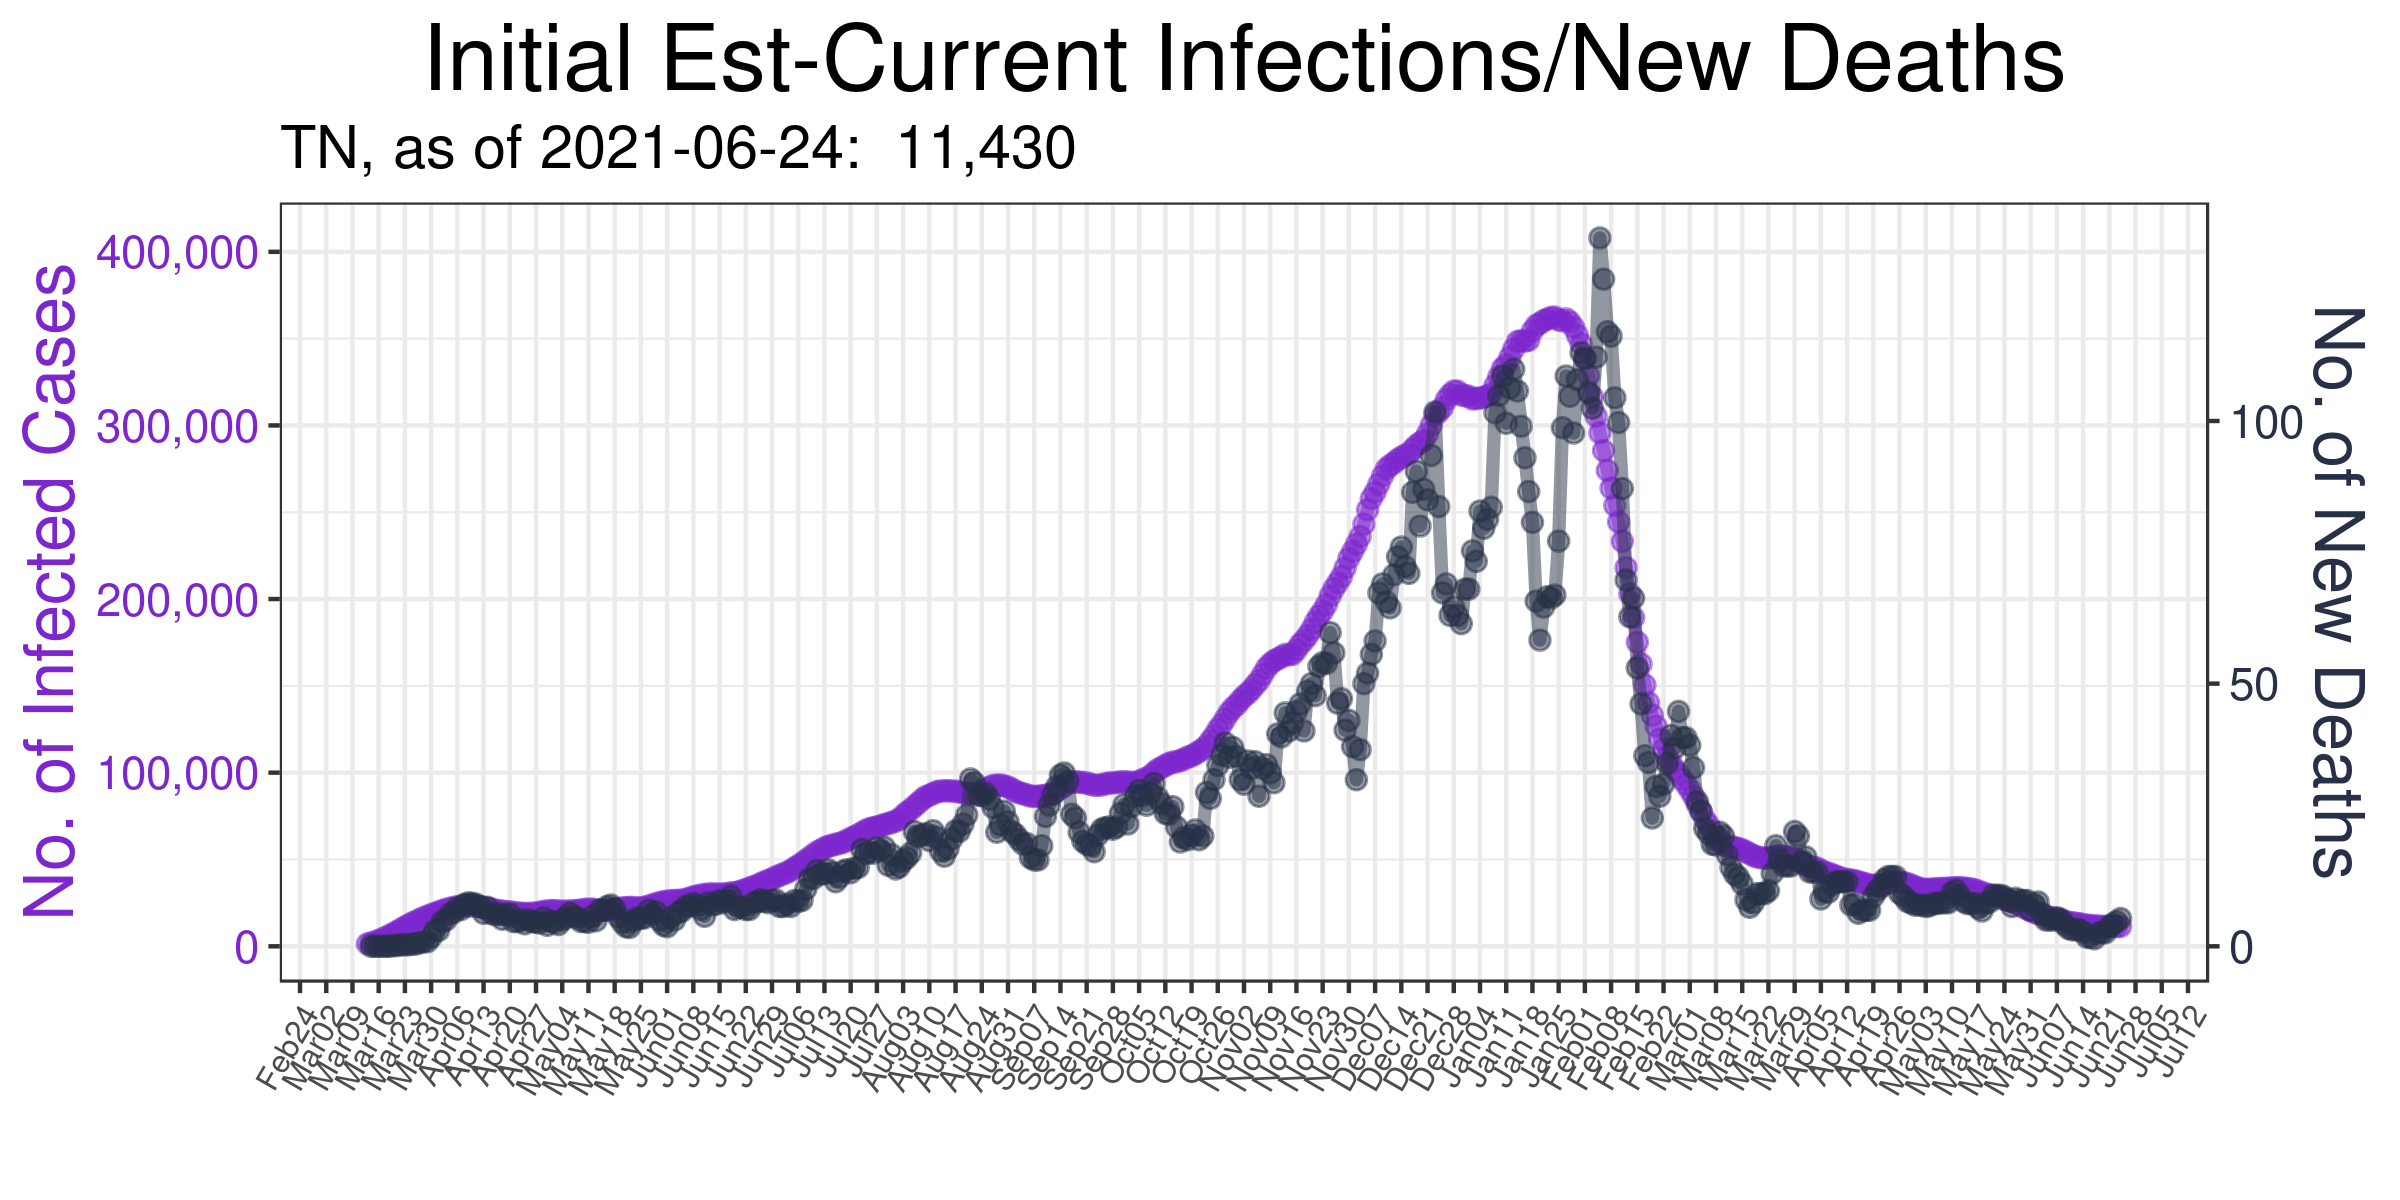 Initial Est-Current Infections/New Deaths
TN, as of 2021-06-24: 11,430
No. of Infected Cases
400,000
300,000
200,000
100,000
0
100
50
0
No. of New Deaths
Feb24
Mar02
Mar09
Mar16
Mar23
Mar30
Apr06
Apr13
Apr20
Apr27
May04
May11
May18
May25
Jun01
Jun08
Jun15
Jun22
Jun29
Jul06
Jul13
Jul20
Jul27
Aug03
Aug10
Aug17
Aug24
Aug31
Sep07
Sep14
Sep21
Sep28
Oct05
Oct12
Oct19
Oct26
Nov02
Nov09
Nov16
Nov23
Nov30
Dec07
Dec14
Dec21
Dec28
Jan04
Jan11
Jan18
Jan25
Feb01
Feb08
Feb15
Feb22
Mar01
Mar08
Mar15
Mar22
Mar29
Apr05
Apr12
Apr19
Apr26
May03
May10
May17
May24
May31
Jun07
Jun14
Jun21
Jun28
Jul05
Jul12